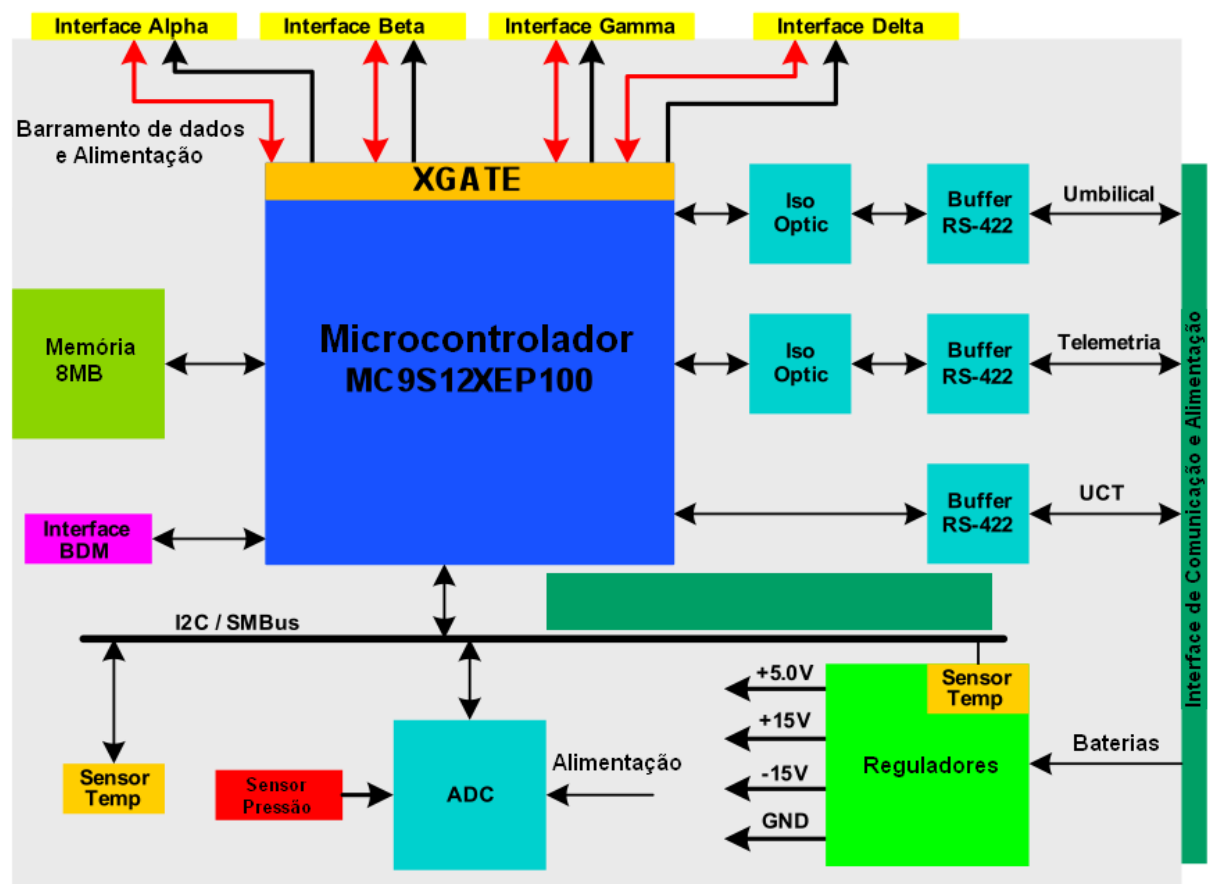 Interface Alpha
Interface Beta
Interface Gamma
Interface Delta
Barramento de dados
e Alimentação
XGATE
Microcontrolador
MC9S12XEP100
Iso
Optic
Buffer
RS-422
Umbilical
Memória
8MB
Iso
Optic
Buffer
RS-422
Telemetria
Interface
BDM
Buffer
RS-422
UCT
Interface de Comunicação e Alimentação
I2C / SMBus
Sensor
Temp
Sensor
Pressão
ADC
Alimentação
+5.0V
+15V
-15V
GND
Sensor
Temp
Reguladores
Baterias